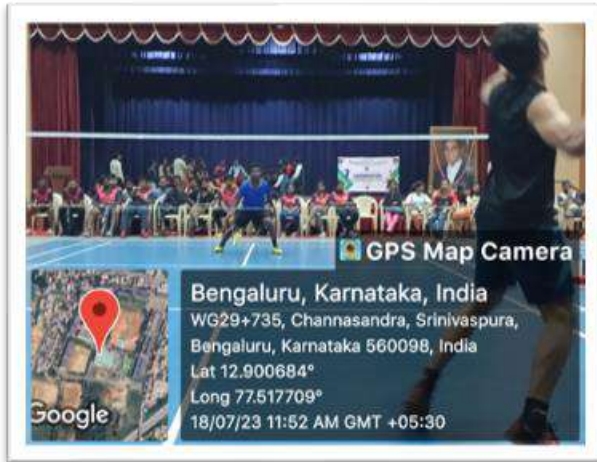 GPS Map Camera
Bengaluru, Karnataka, India
WG29+735, Channasandra, Srinivaspura,
Bengaluru, Karnataka 560098, India
Lat 12.900684°
Long 77.517709°
18/07/23 11:52 AM GMT +05:30
Google